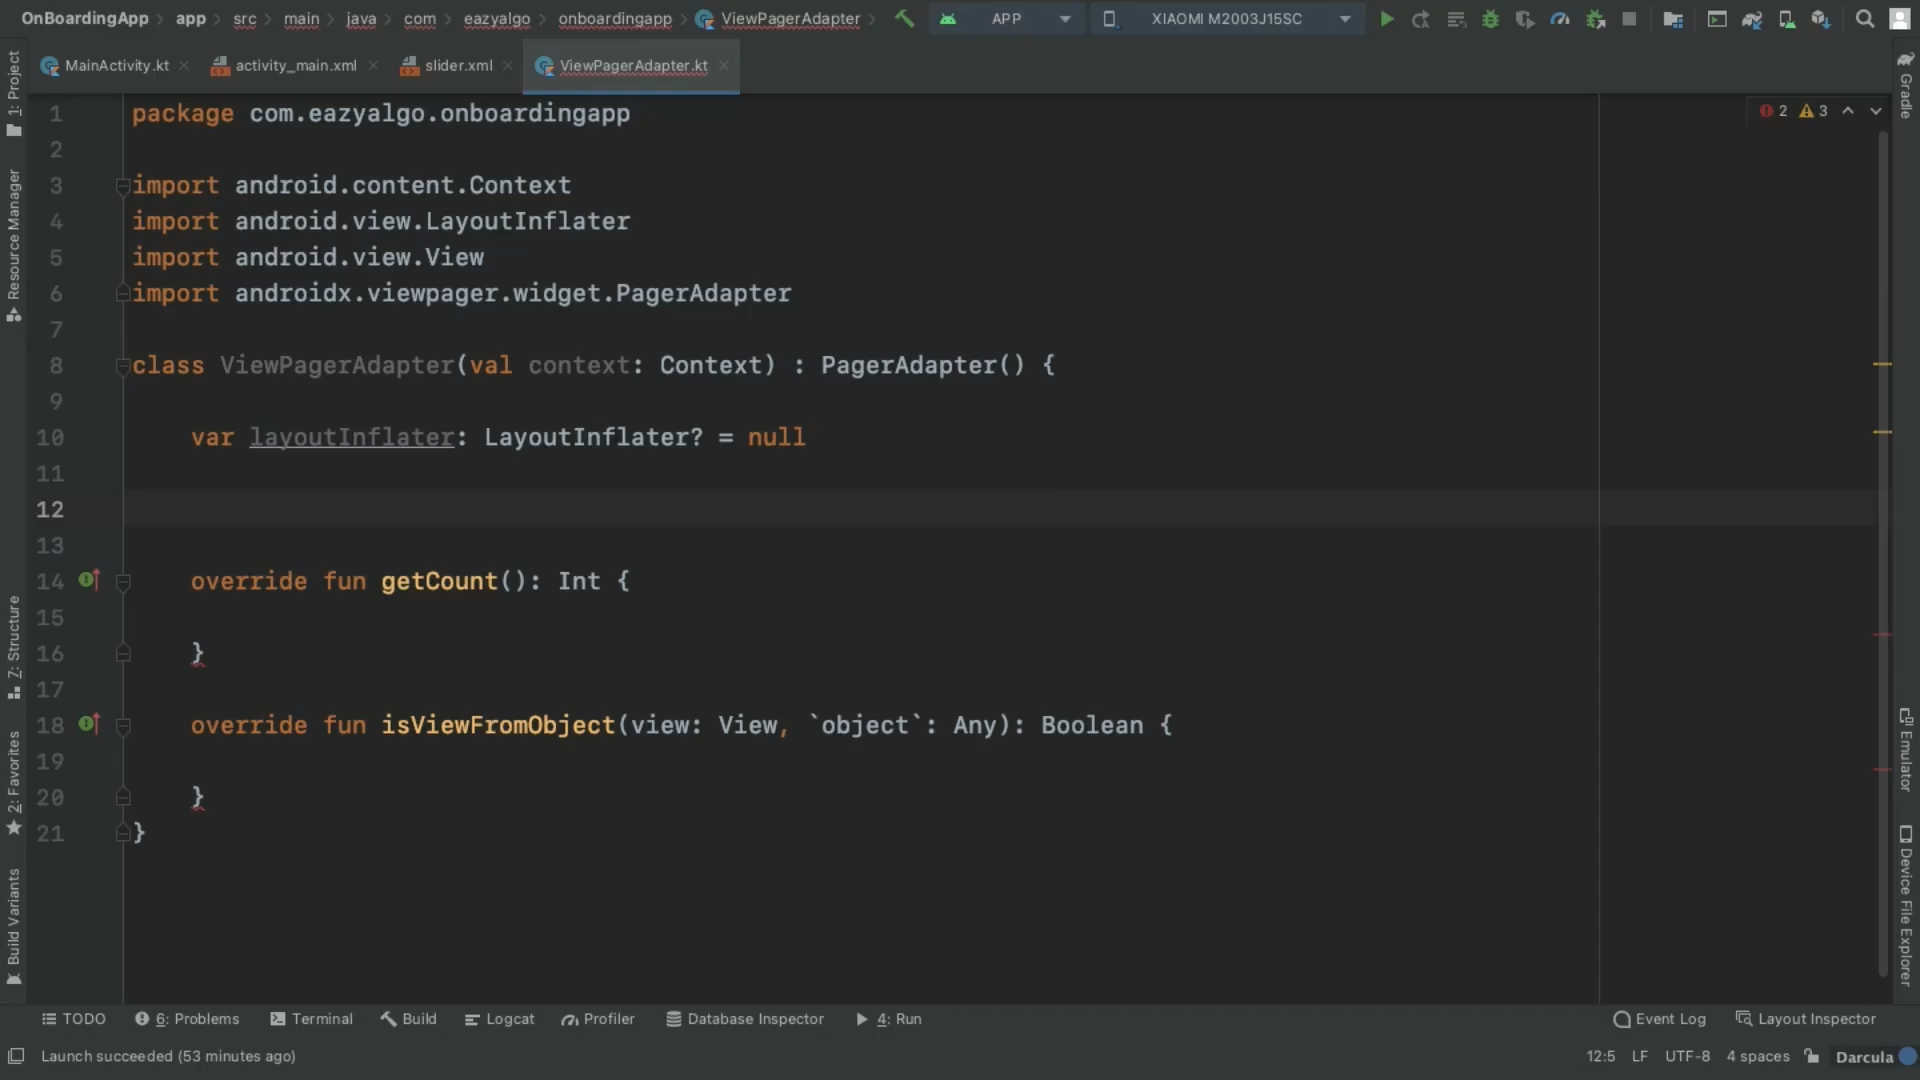 OnBoardingApp app src main java com eazyalgo onboardingapp ViewPagerAdapter APP XIAOMI M2003J15SC
MainActivity.kt activity_main.xml slider.xml ViewPagerAdapter.kt
1: Project
Resource Manager
Z: Structure
2: Favorites
Build Variants
2 3
1 package com.eazyalgo.onboardingapp
2
3 import android.content.Context
4 import android.view.LayoutInflater
5 import android.view.View
6 import androidx.viewpager.widget.PagerAdapter
7
8 class ViewPagerAdapter(val context: Context) : PagerAdapter() {
9
10 var layoutInflater: LayoutInflater? = null
11
12
13
14 override fun getCount(): Int {
15
16 }
17
18 override fun isViewFromObject(view: View, `object`: Any): Boolean {
19
20 }
21 }
Gradle
Emulator
Device File Explorer
TODO 6: Problems Terminal Build Logcat Profiler Database Inspector 4: Run Event Log Layout Inspector
Launch succeeded (53 minutes ago) 12:5 LF UTF-8 4 spaces Darcula